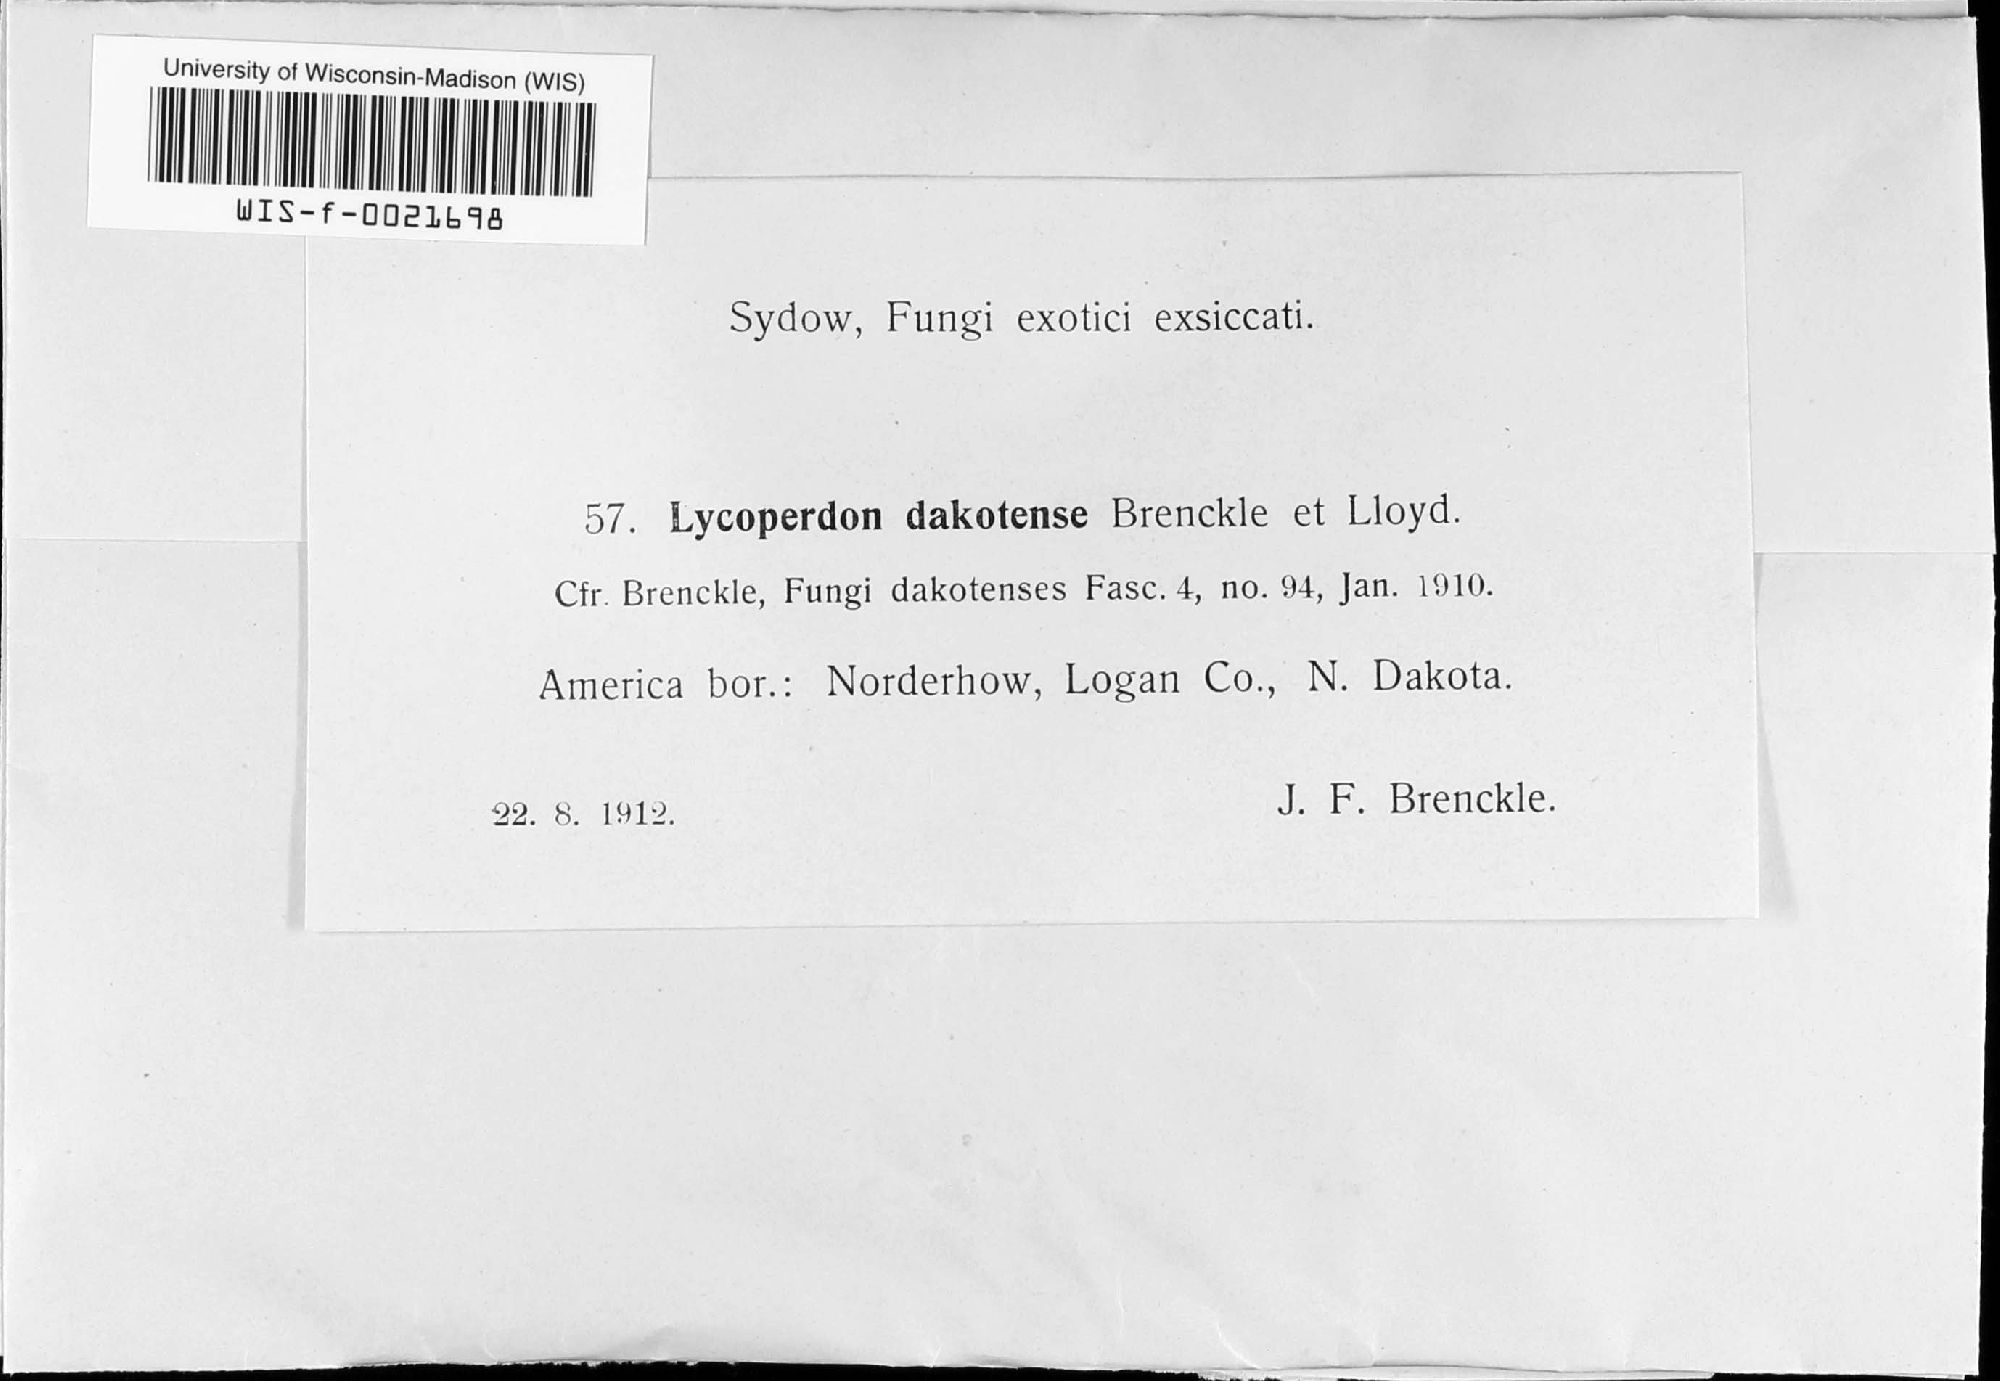 University of Wisconsin-Madison (WIS)
WIS-f-0021698
Sydow, Fungi exotici exsiccati.
57. Lycoperdon dakotense Brenckle et Lloyd.
Cfr. Brenckle, Fungi dakotenses Fasc. 4, no. 94, Jan. 1910.
America bor.: Norderhow, Logan Co., N. Dakota.
22. 8. 1912.
J. F. Brenckle.